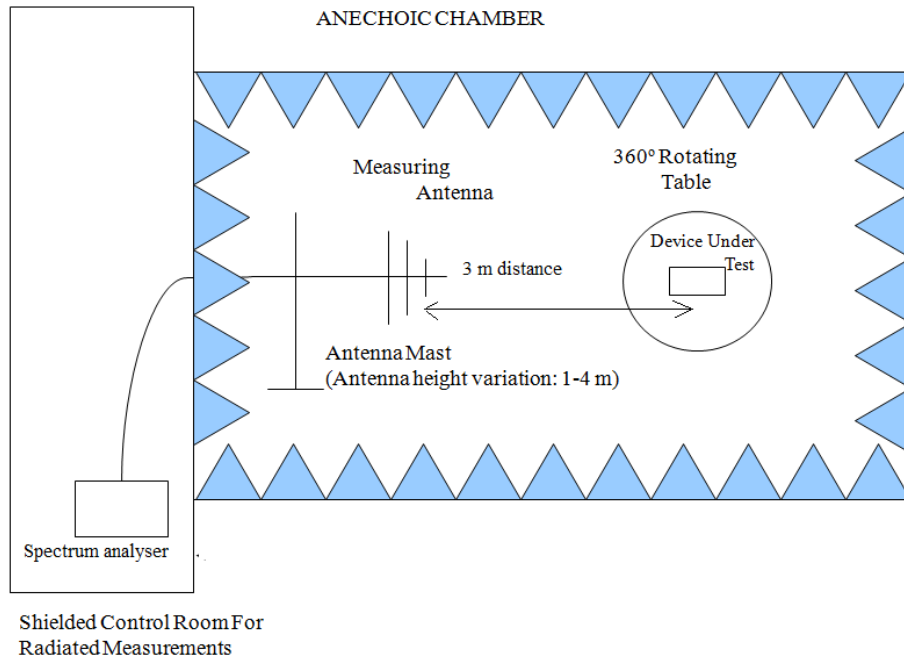 ANECHOIC CHAMBER
Measuring
Antenna
360º Rotating
Table
Device Under
Test
3 m distance
Antenna Mast
(Antenna height variation: 1-4 m)
Spectrum analyser
Shielded Control Room For
Radiated Measurements